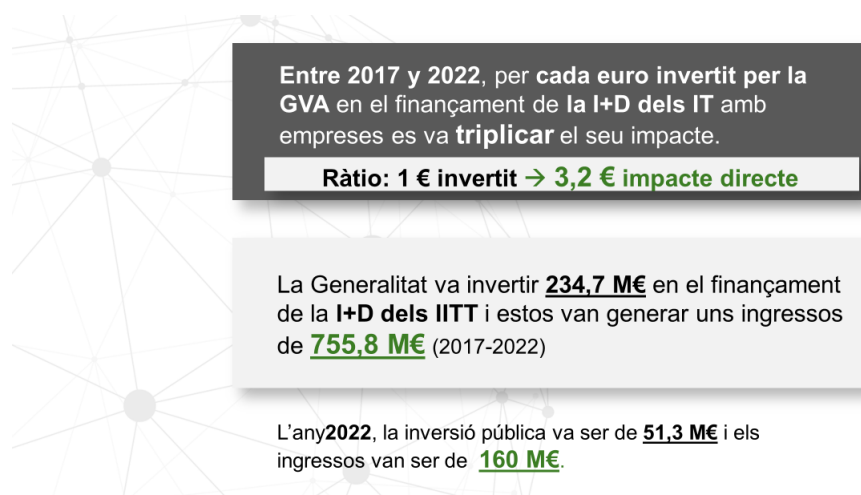 Entre 2017 y 2022, per cada euro invertit per la
GVA en el finançament de la I+D dels IT amb
empreses es va triplicar el seu impacte.
Ràtio: 1 € invertit → 3,2 € impacte directe
La Generalitat va invertir 234,7 M€ en el finançament
de la I+D dels IITT i estos van generar uns ingressos
de 755,8 M€ (2017-2022)
L'any2022, la inversió pública va ser de 51,3 M€ i els
ingressos van ser de 160 M€.